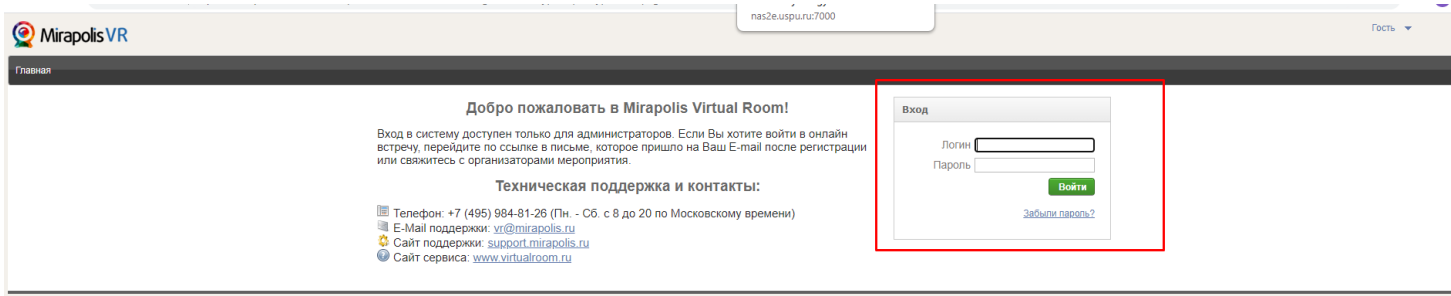 nas2e.uspu.ru:7000
Mirapolis VR
Гость
Главная
Добро пожаловать в Mirapolis Virtual Room!
Вход в систему доступен только для администраторов. Если Вы хотите войти в онлайн
встречу, перейдите по ссылке в письме, которое пришло на Ваш E-mail после регистрации
или свяжитесь с организаторами мероприятия.
Техническая поддержка и контакты:
Телефон: +7 (495) 984-81-26 (Пн. - Сб. с 8 до 20 по Московскому времени)
E-Mail поддержки: vr@mirapolis.ru
Сайт поддержки: support.mirapolis.ru
Сайт сервиса: www.virtualroom.ru
Вход
Логин
Пароль
Войти
Забыли пароль?